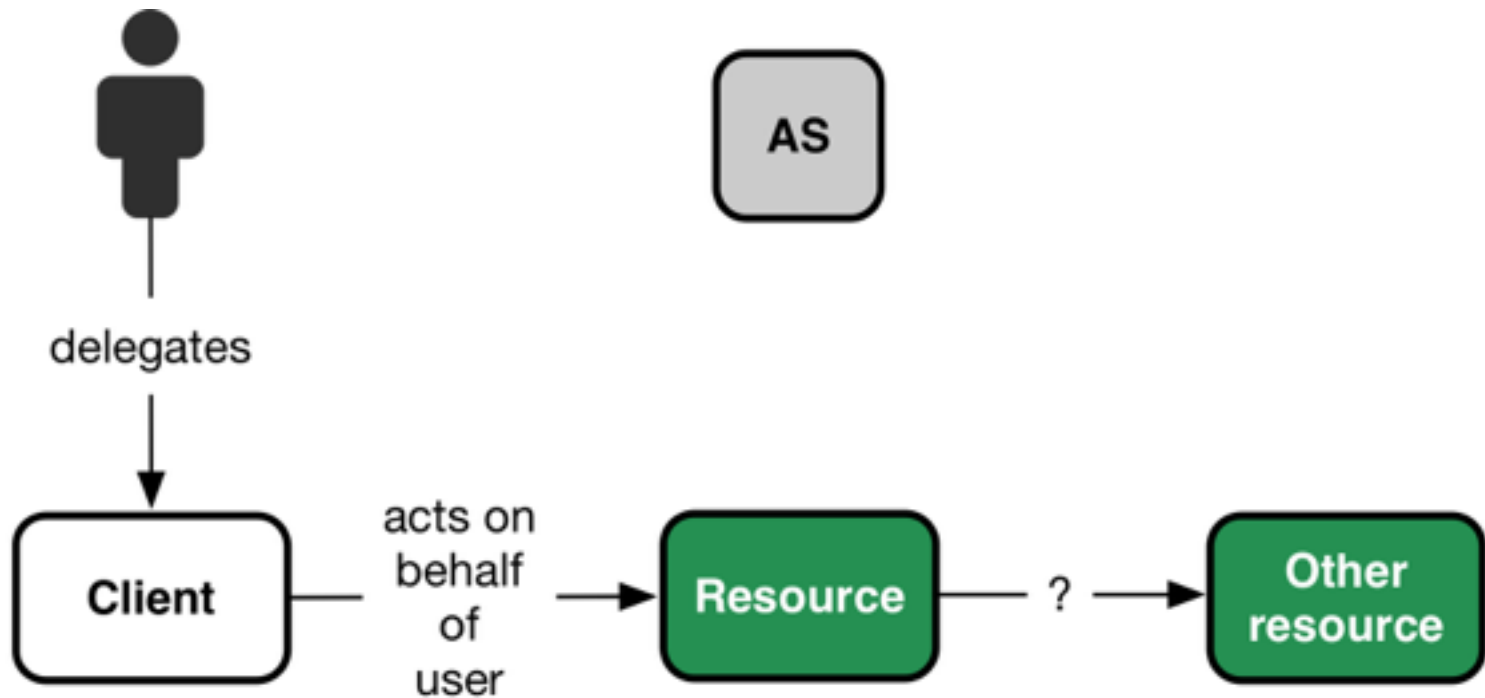 AS
delegates
Client
acts on
behalf
of
user
Resource
?
Other
resource